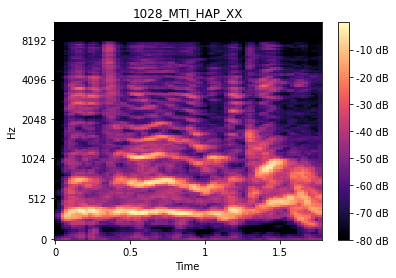 1028_MTI_HAP_XX
8192
4096
2048
1024
512
0
Hz
0
0.5
1
1.5
Time
-10 dB
-20 dB
-30 dB
-40 dB
-50 dB
-60 dB
-70 dB
-80 dB